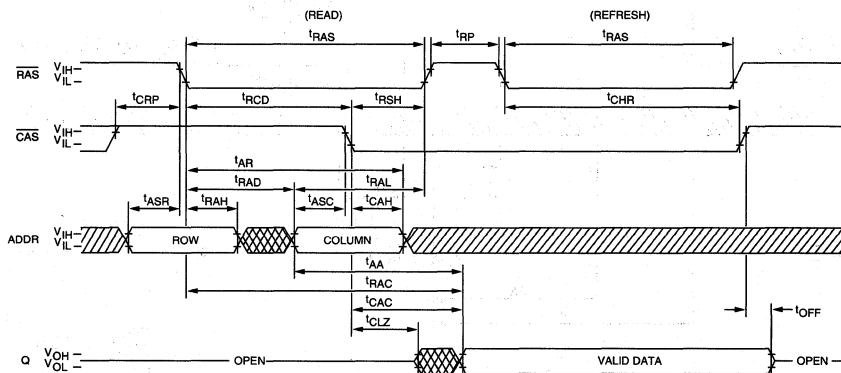 (READ) (REFRESH)
tRAS tRP tRAS
RAS VIH VIL
tCRP tRCD tRSH tCHR
CAS VIH VIL
tAR
tRAD tRAL
tASR tRAH tASC tCAH
ADDR VIH VIL ROW COLUMN
tAA
tRAC
tCAC tOFF
tCLZ
Q VOH VOL OPEN VALID DATA OPEN